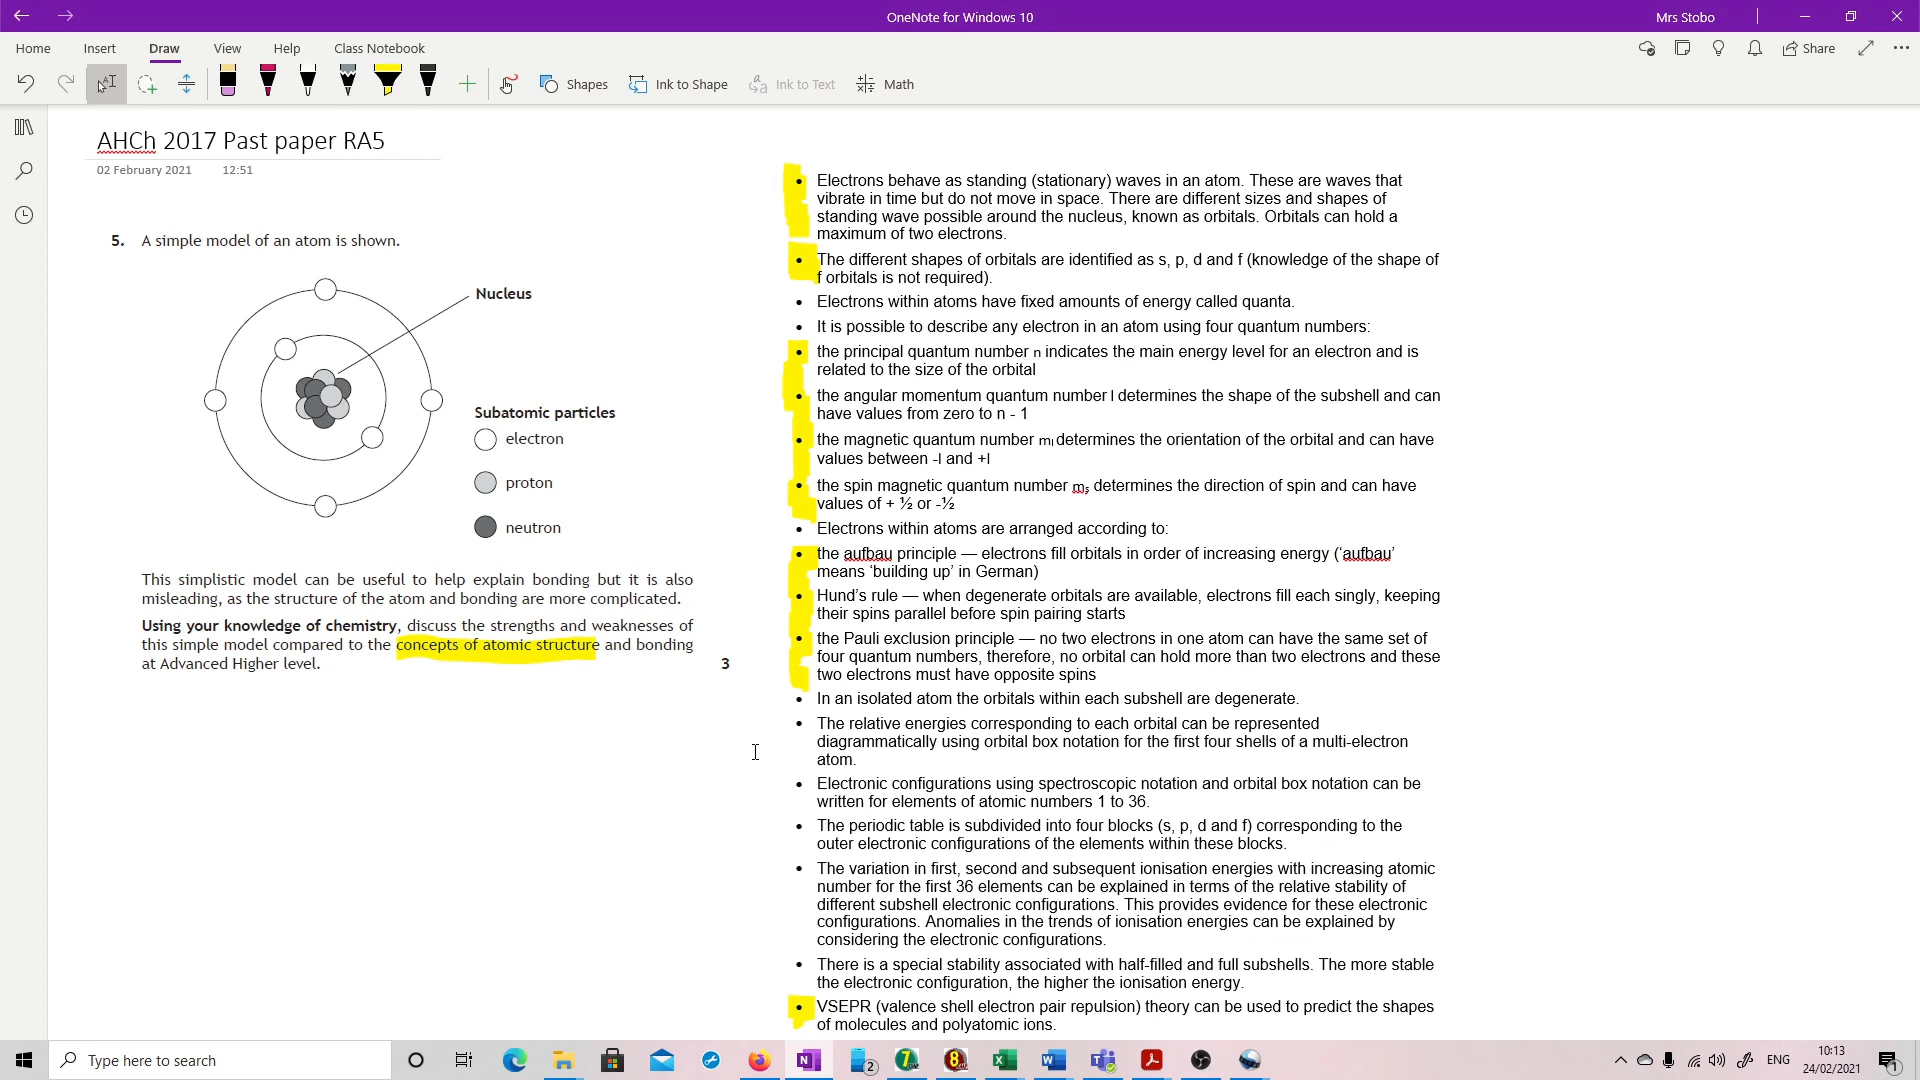 OneNote for Windows 10
Mrs Stobo
Home Insert Draw View Help Class Notebook
Share
Shapes Ink to Shape Ink to Text Math
AHCh 2017 Past paper RA5
02 February 2021 12:51
5. A simple model of an atom is shown.
Nucleus
Subatomic particles
electron
proton
neutron
This simplistic model can be useful to help explain bonding but it is also
misleading, as the structure of the atom and bonding are more complicated.
Using your knowledge of chemistry, discuss the strengths and weaknesses of
this simple model compared to the concepts of atomic structure and bonding
at Advanced Higher level.
3
• Electrons behave as standing (stationary) waves in an atom. These are waves that
vibrate in time but do not move in space. There are different sizes and shapes of
standing wave possible around the nucleus, known as orbitals. Orbitals can hold a
maximum of two electrons.
• The different shapes of orbitals are identified as s, p, d and f (knowledge of the shape of
f orbitals is not required).
• Electrons within atoms have fixed amounts of energy called quanta.
• It is possible to describe any electron in an atom using four quantum numbers:
• the principal quantum number n indicates the main energy level for an electron and is
related to the size of the orbital
• the angular momentum quantum number l determines the shape of the subshell and can
have values from zero to n - 1
• the magnetic quantum number ml determines the orientation of the orbital and can have
values between -l and +l
• the spin magnetic quantum number ms determines the direction of spin and can have
values of + ½ or -½
• Electrons within atoms are arranged according to:
• the aufbau principle — electrons fill orbitals in order of increasing energy (‘aufbau’
means ‘building up’ in German)
• Hund’s rule — when degenerate orbitals are available, electrons fill each singly, keeping
their spins parallel before spin pairing starts
• the Pauli exclusion principle — no two electrons in one atom can have the same set of
four quantum numbers, therefore, no orbital can hold more than two electrons and these
two electrons must have opposite spins
• In an isolated atom the orbitals within each subshell are degenerate.
• The relative energies corresponding to each orbital can be represented
diagrammatically using orbital box notation for the first four shells of a multi-electron
atom.
• Electronic configurations using spectroscopic notation and orbital box notation can be
written for elements of atomic numbers 1 to 36.
• The periodic table is subdivided into four blocks (s, p, d and f) corresponding to the
outer electronic configurations of the elements within these blocks.
• The variation in first, second and subsequent ionisation energies with increasing atomic
number for the first 36 elements can be explained in terms of the relative stability of
different subshell electronic configurations. This provides evidence for these electronic
configurations. Anomalies in the trends of ionisation energies can be explained by
considering the electronic configurations.
• There is a special stability associated with half-filled and full subshells. The more stable
the electronic configuration, the higher the ionisation energy.
• VSEPR (valence shell electron pair repulsion) theory can be used to predict the shapes
of molecules and polyatomic ions.
Type here to search
2
7
8
ENG
10:13
24/02/2021
1